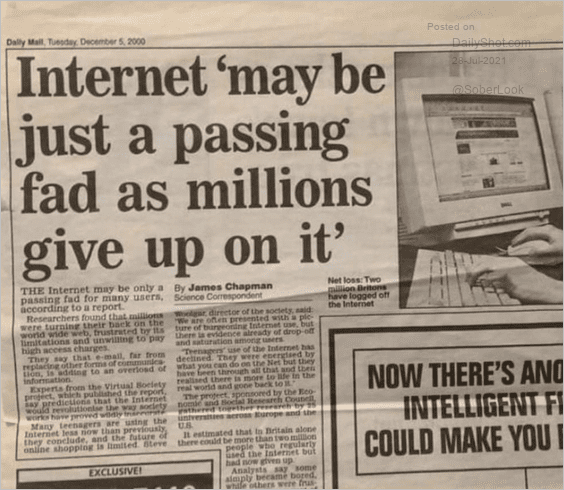 Posted on
DailyShot.com
26-Jul-2021
@SoberLook
Daily Mail, Tuesday, December 5, 2000
Internet ‘may be
just a passing
fad as millions
give up on it’
THE Internet may be only a
passing fad for many users,
according to a report.
Researchers found that millions
were turning their back on the
world wide web, frustrated by its
limitations and unwilling to pay
high access charges.
They say that e-mail, far from
replacing other forms of communica-
tion, is adding to an overload of
information.
Experts from the Virtual Society
project, which published the report,
say predictions that the Internet
would revolutionise the way society
works have proved wildly inaccurate.
Many teenagers are using the
Internet less now than previously,
they conclude, and the future of
online shopping is limited. Steve
By James Chapman
Science Correspondent
Woolgar, director of the society, said:
‘We are often presented with a pic-
ture of burgeoning Internet use, but
there is evidence already of drop-off
and saturation among users.
‘Teenagers’ use of the Internet has
declined. They were energised by
what you can do on the Net but they
have been through all that and then
realised there is more to life in the
real world and gone back to it.’
The project, sponsored by the Eco-
nomic and Social Research Council,
gathered together research by 25
universities across Europe and the
U.S.
It estimated that in Britain alone
there could be more than two million
people who regularly
used the Internet but
had now given up.
Analysts say some
simply became bored,
while others were frus-
Net loss: Two
million Britons
have logged off
the Internet
DELL
NOW THERE'S ANO
INTELLIGENT F
COULD MAKE YOU
EXCLUSIVE!